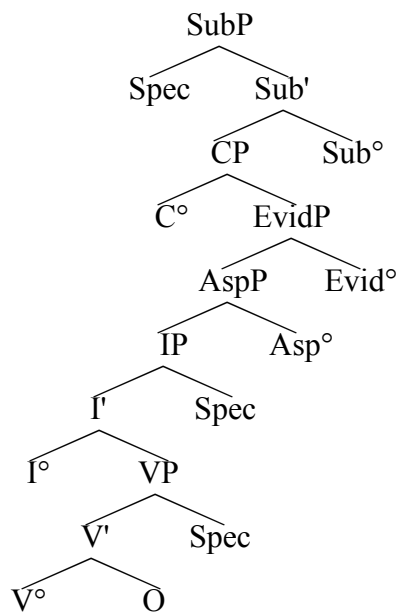 SubP
Spec Sub'
CP Sub°
C° EvidP
AspP Evid°
IP Asp°
I' Spec
I° VP
V' Spec
V° O